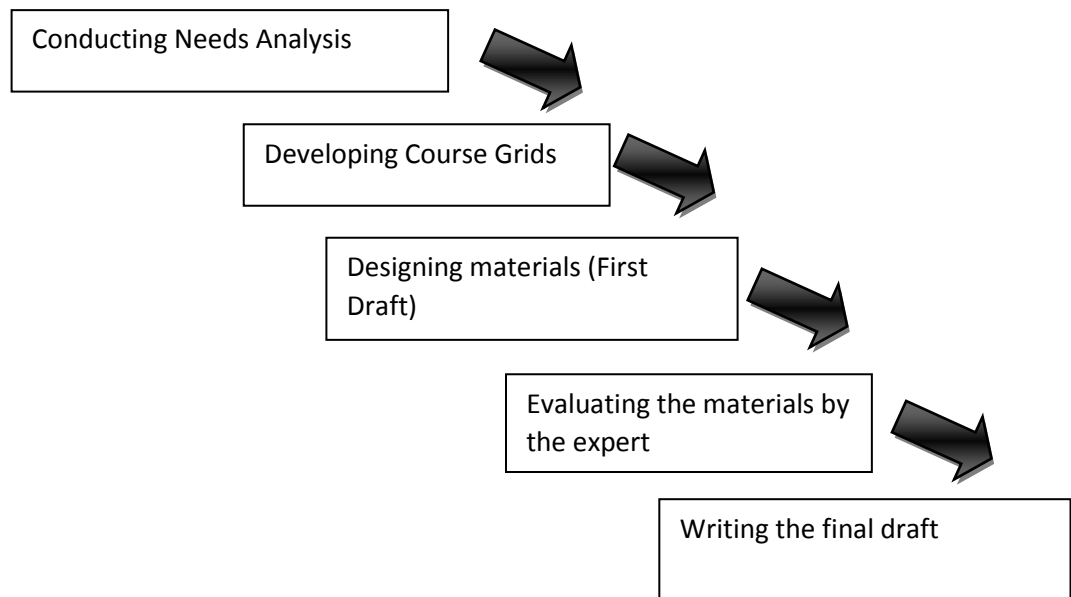 Conducting Needs Analysis
Developing Course Grids
Designing materials (First
Draft)
Evaluating the materials by
the expert
Writing the final draft